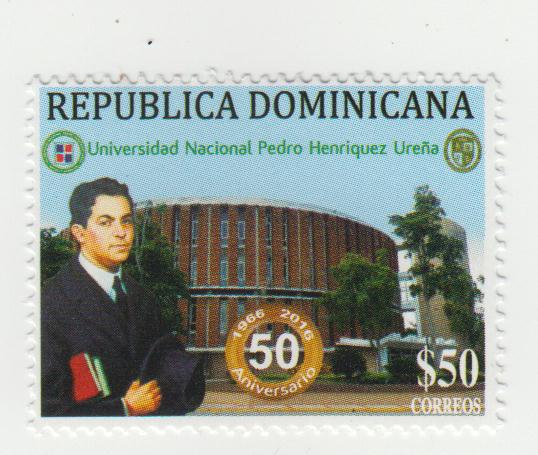 REPUBLICA DOMINICANA
Universidad Nacional Pedro Henriquez Ureña
1966 2016
50
Aniversario
$50
CORREOS